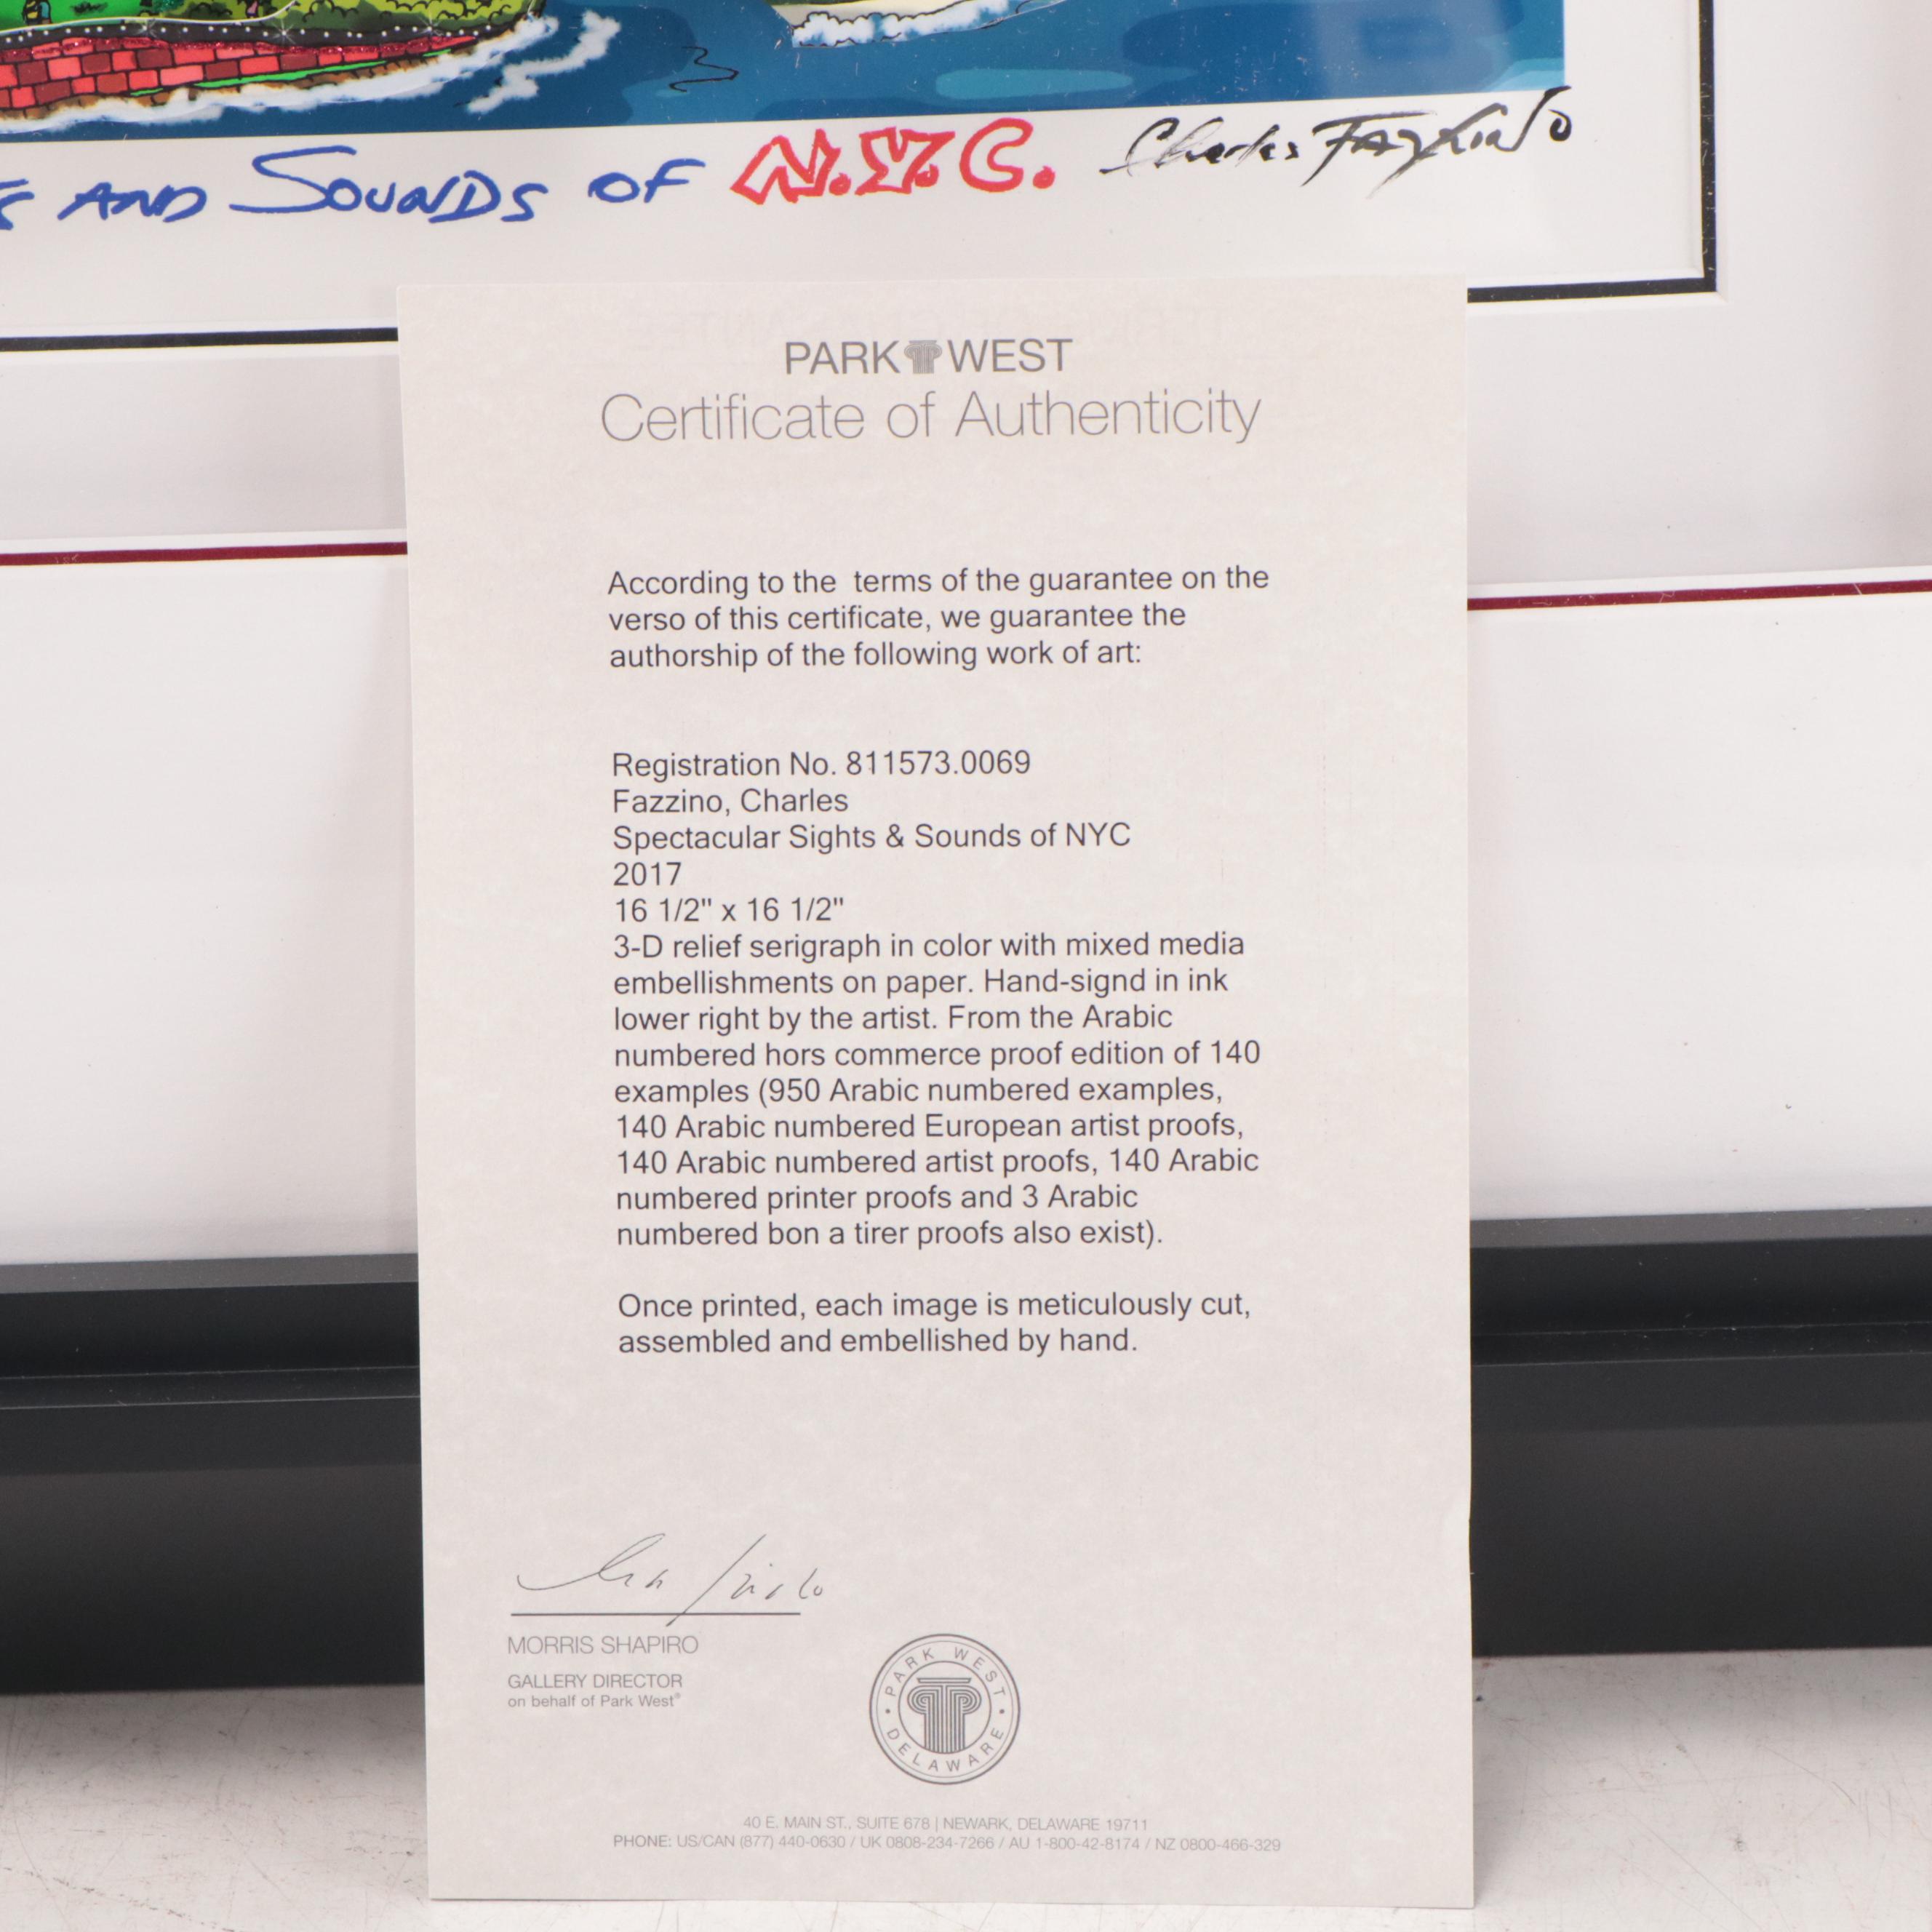 AND SOUNDS OF N.Y.C. Charles Fazzino
PARK WEST
Certificate of Authenticity
According to the terms of the guarantee on the
verso of this certificate, we guarantee the
authorship of the following work of art:
Registration No. 811573.0069
Fazzino, Charles
Spectacular Sights & Sounds of NYC
2017
16 1/2" x 16 1/2"
3-D relief serigraph in color with mixed media
embellishments on paper. Hand-signd in ink
lower right by the artist. From the Arabic
numbered hors commerce proof edition of 140
examples (950 Arabic numbered examples,
140 Arabic numbered European artist proofs,
140 Arabic numbered artist proofs, 140 Arabic
numbered printer proofs and 3 Arabic
numbered bon a tirer proofs also exist).
Once printed, each image is meticulously cut,
assembled and embellished by hand.
MORRIS SHAPIRO
GALLERY DIRECTOR
on behalf of Park West®
PARK WEST
DELAWARE
40 E. MAIN ST., SUITE 678 | NEWARK, DELAWARE 19711
PHONE: US/CAN (877) 440-0630 / UK 0808-234-7266 / AU 1-800-42-8174 / NZ 0800-466-329